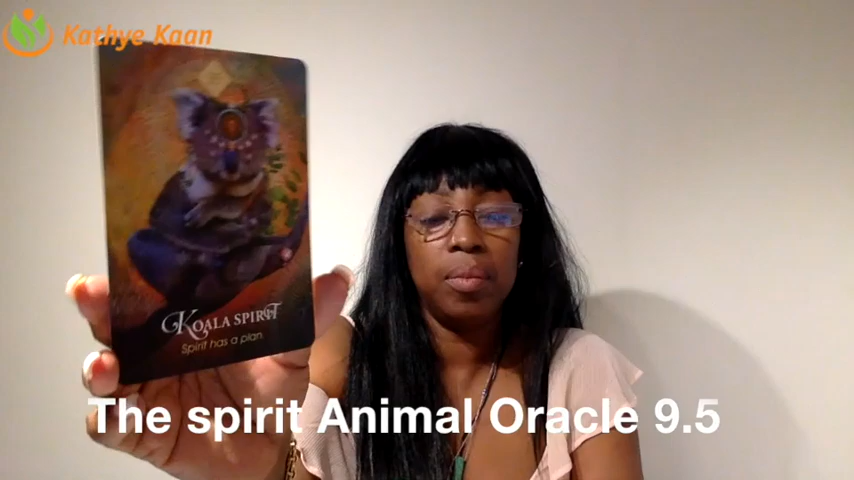 Kathye Kaan
KOALA SPIRIT
Spirit has a plan.
The spirit Animal Oracle 9.5